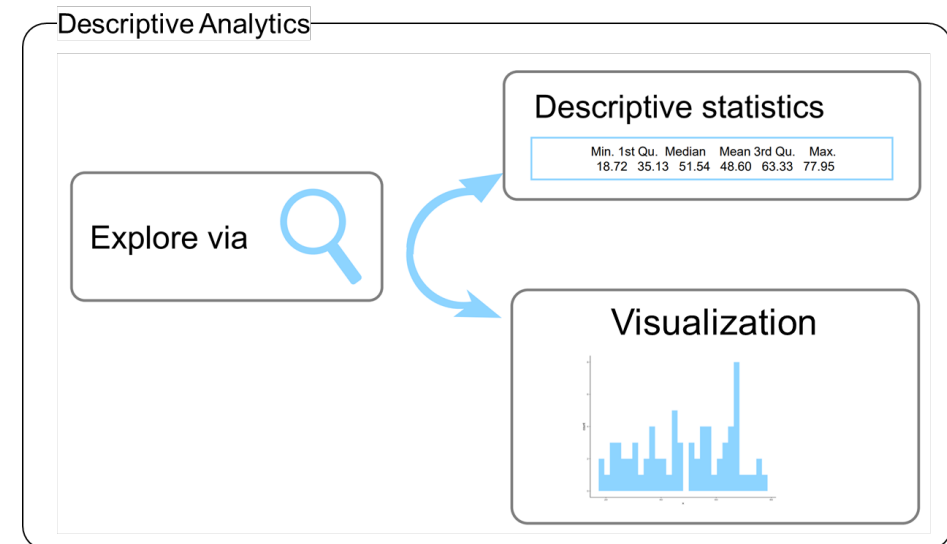 Descriptive Analytics
Explore via
Descriptive statistics
Min. 1st Qu. Median Mean 3rd Qu. Max.
18.72 35.13 51.54 48.60 63.33 77.95
Visualization